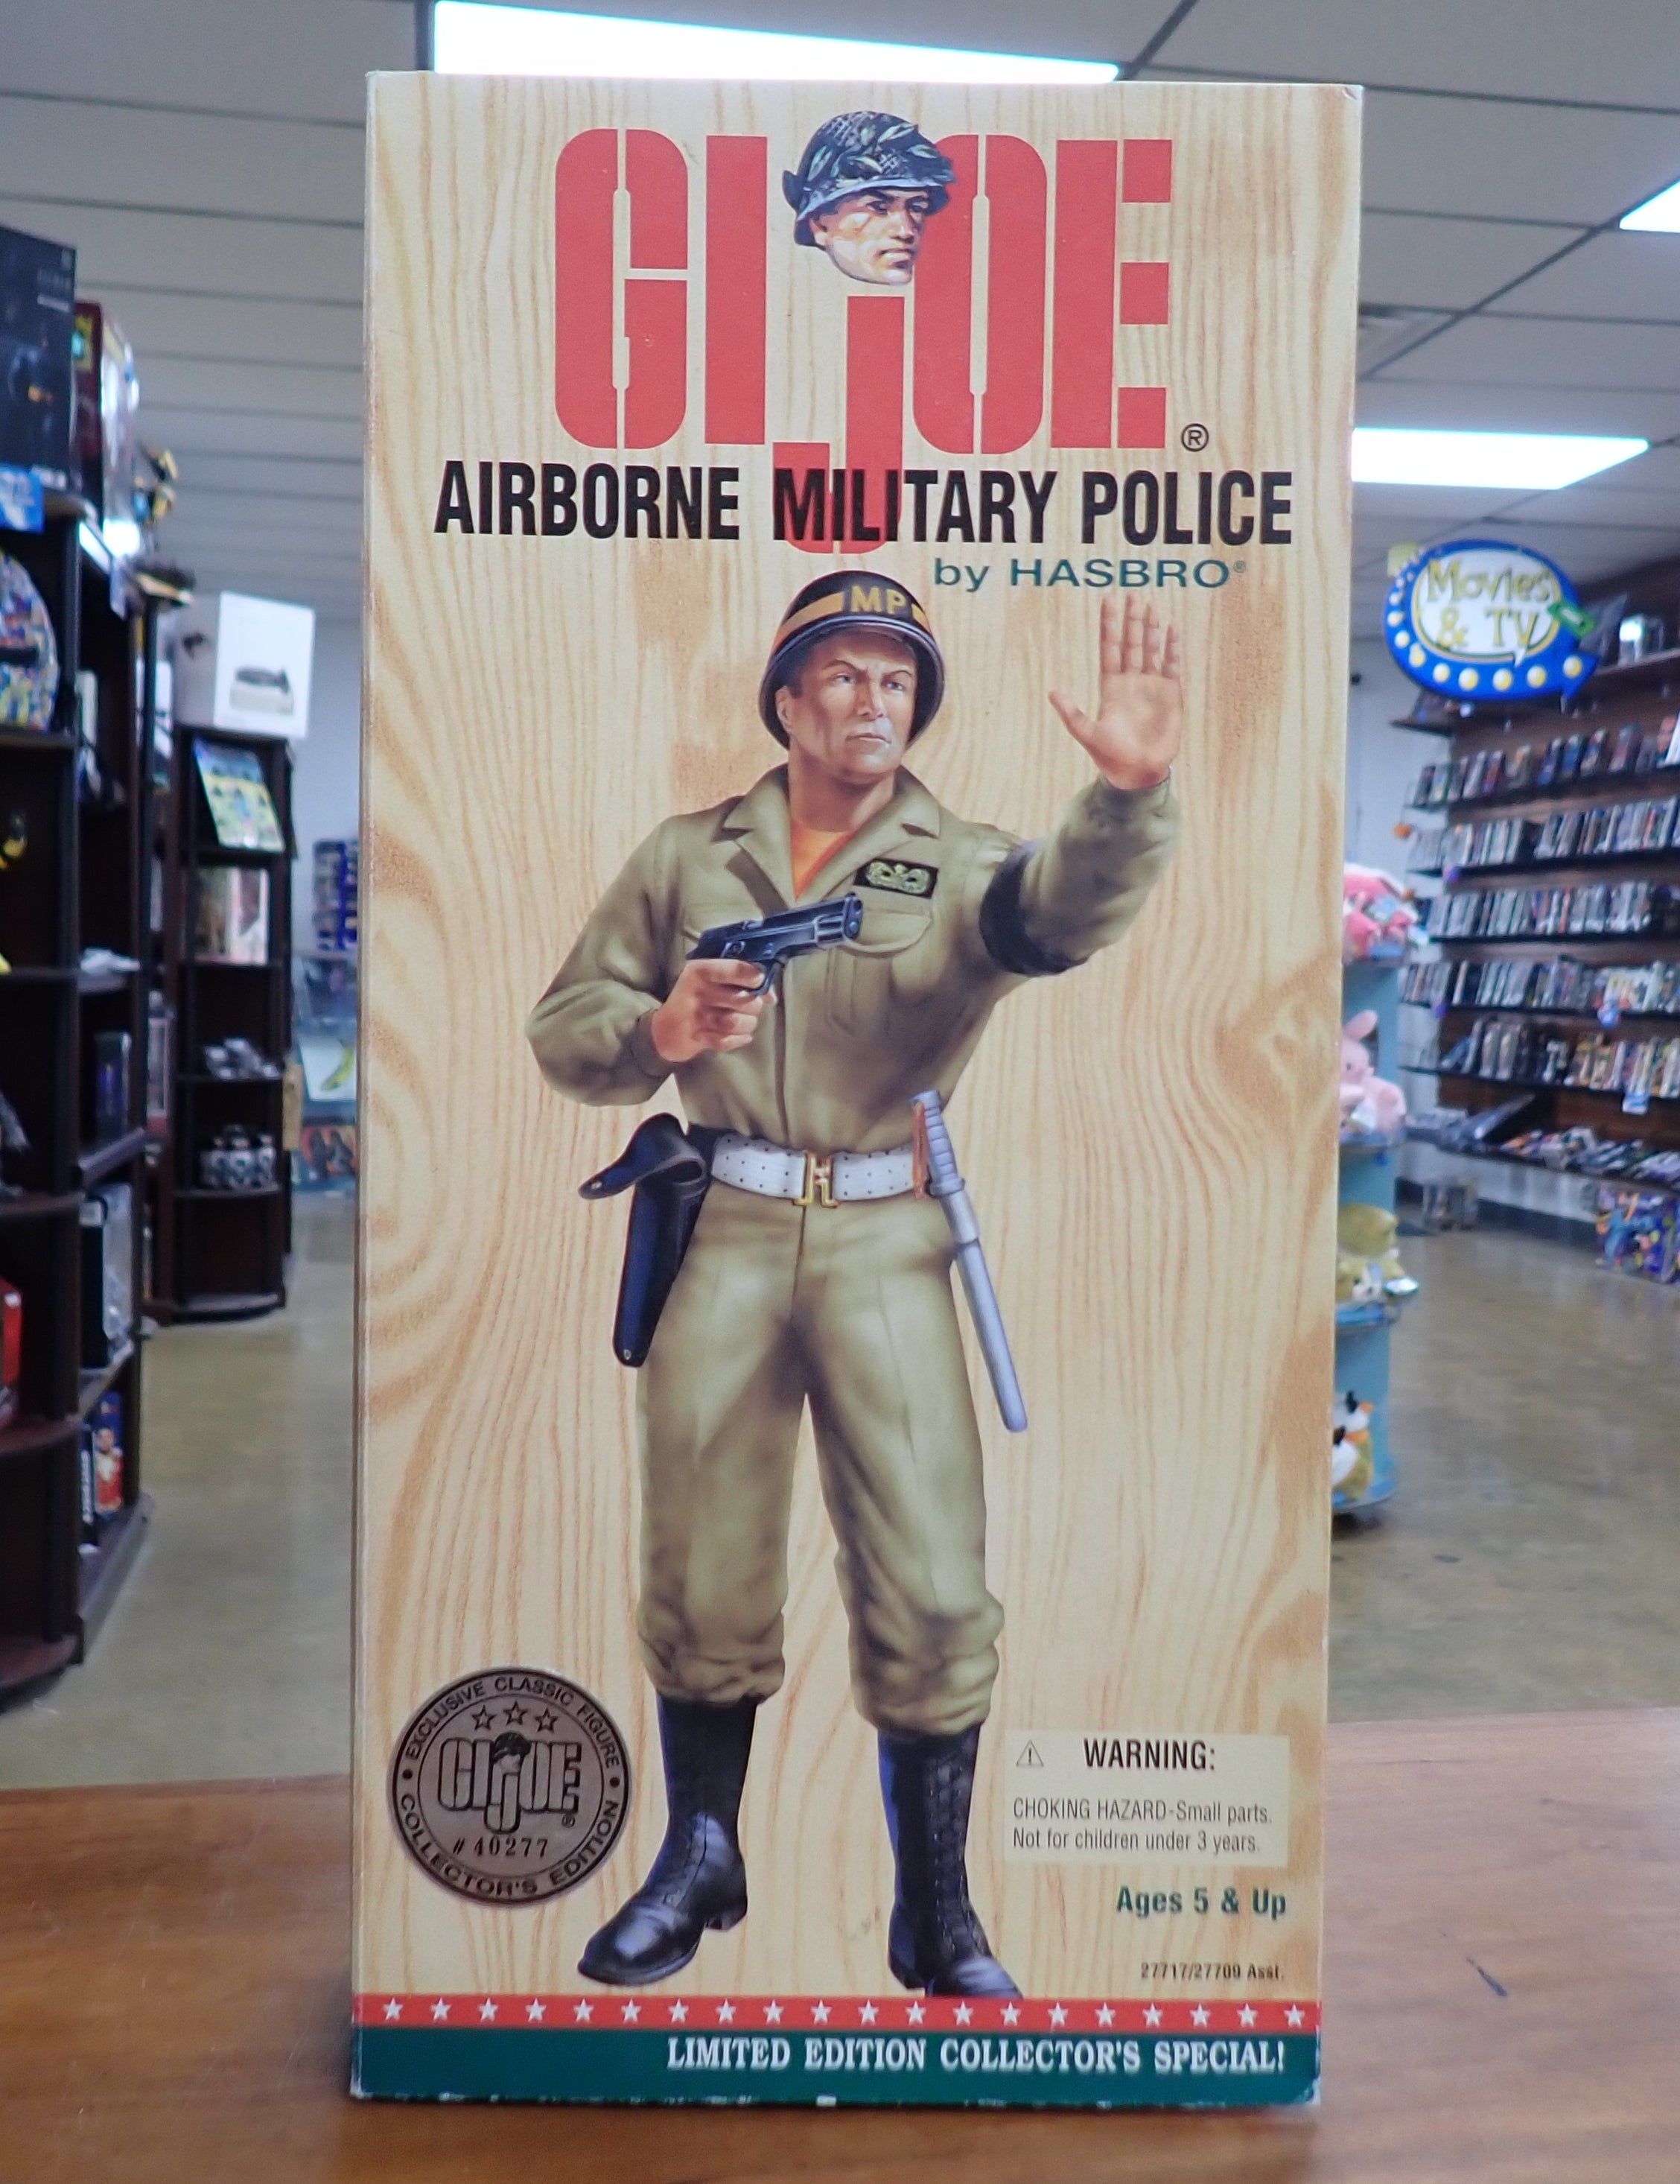 GI JOE®
AIRBORNE MILITARY POLICE
by HASBRO®
MP
Movies
& TV
EXCLUSIVE CLASSIC FIGURE
GI JOE®
#40277
COLLECTOR'S EDITION
⚠ WARNING:
CHOKING HAZARD-Small parts.
Not for children under 3 years.
Ages 5 & Up
27717/27709 Asst.
LIMITED EDITION COLLECTOR'S SPECIAL!